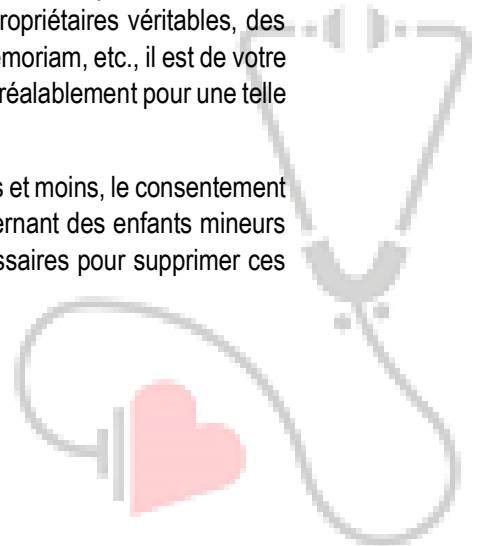 ropriétaires véritables, des
emoriam, etc., il est de votre
réalablement pour une telle
s et moins, le consentement
ernant des enfants mineurs
ssaires pour supprimer ces